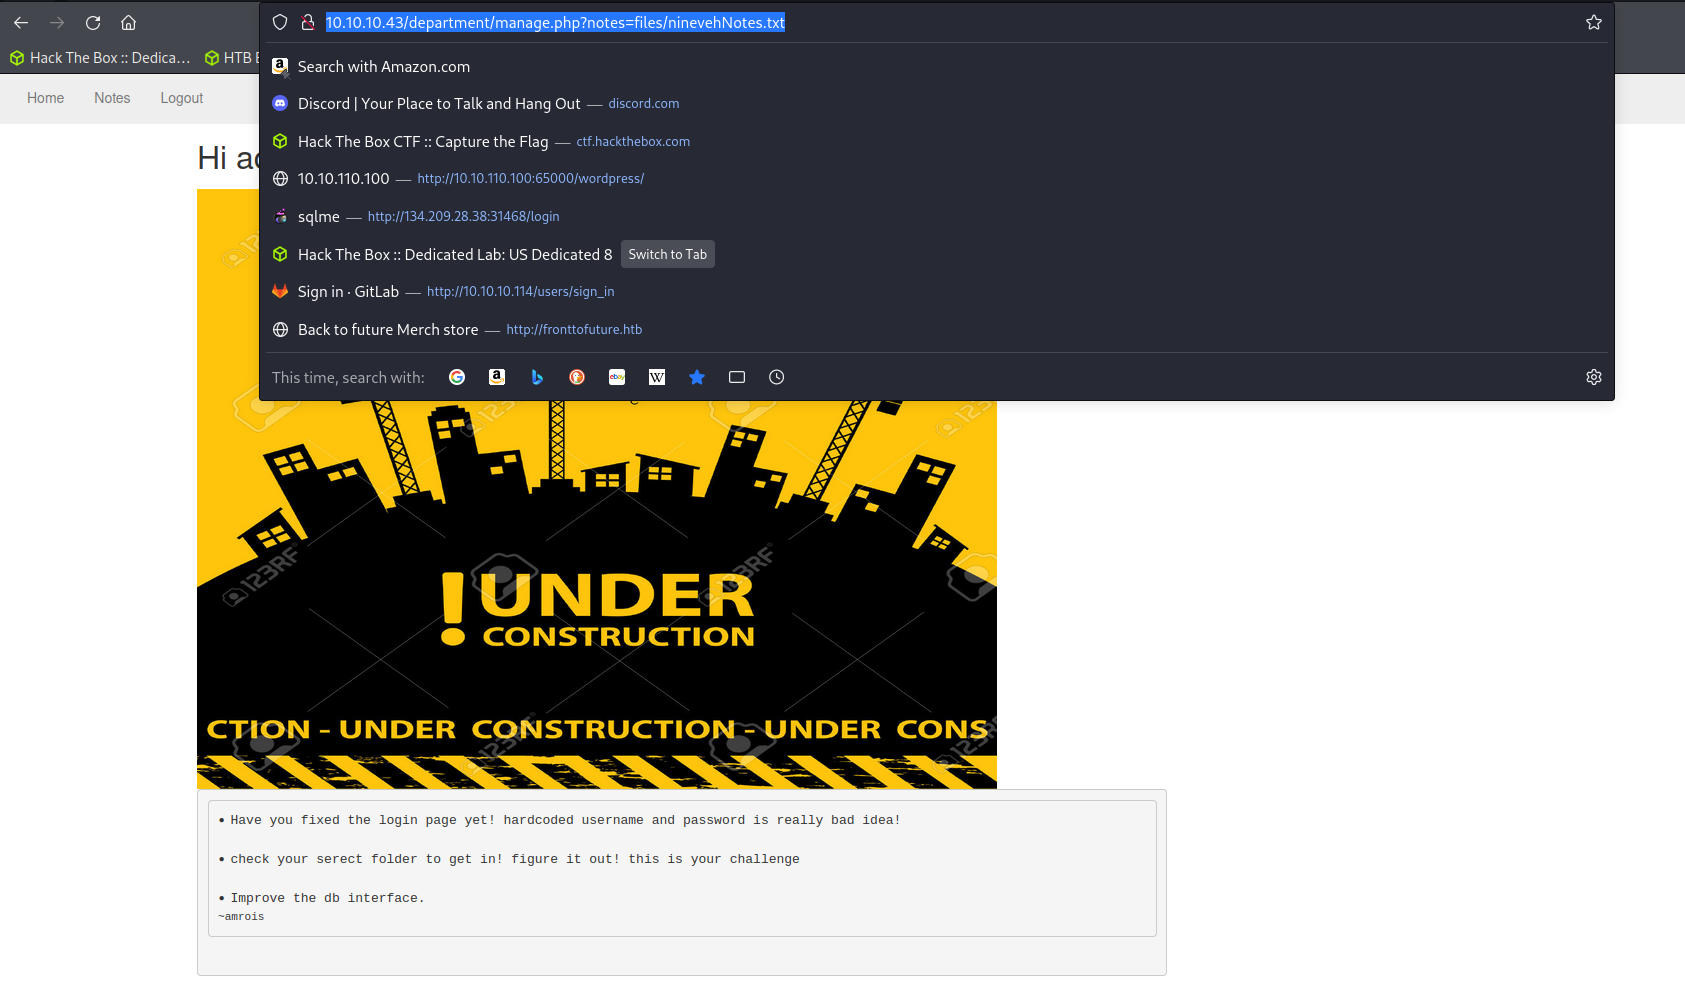 10.10.10.43/department/manage.php?notes=files/ninevehNotes.txt
Hack The Box :: Dedica... HTB
Search with Amazon.com
Home Notes Logout
Discord | Your Place to Talk and Hang Out — discord.com
Hack The Box CTF :: Capture the Flag — ctf.hackthebox.com
Hi
10.10.110.100 — http://10.10.110.100:65000/wordpress/
sqlme — http://134.209.28.38:31468/login
Hack The Box :: Dedicated Lab: US Dedicated 8 Switch to Tab
Sign in · GitLab — http://10.10.10.114/users/sign_in
Back to future Merch store — http://fronttofuture.htb
This time, search with:
123RF
!UNDER
CONSTRUCTION
CTION - UNDER CONSTRUCTION - UNDER CONS
• Have you fixed the login page yet! hardcoded username and password is really bad idea!
• check your serect folder to get in! figure it out! this is your challenge
• Improve the db interface.
~amrois